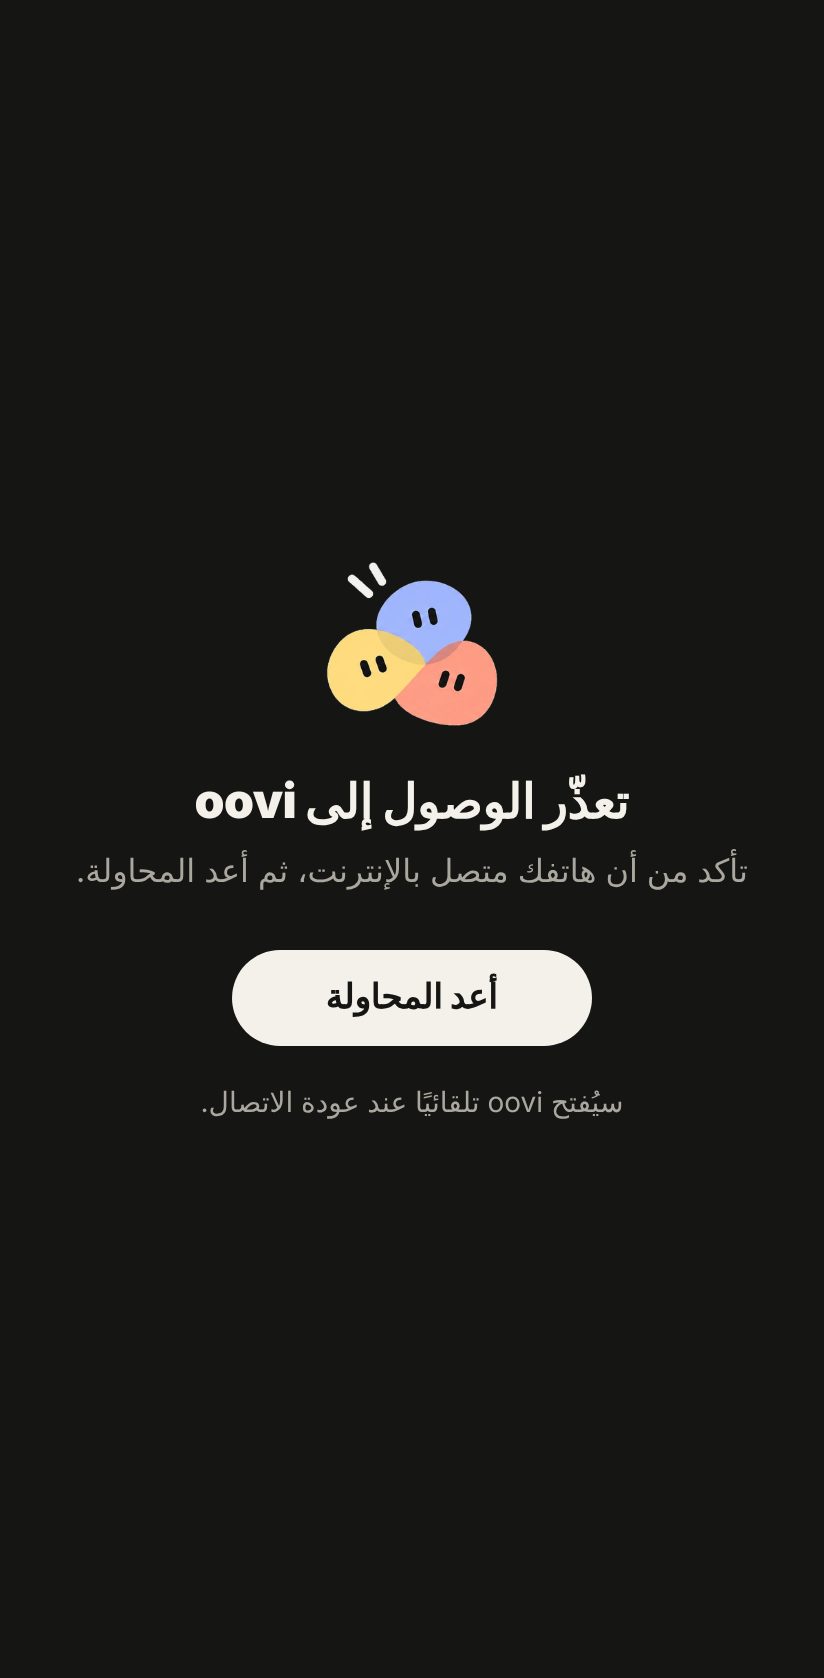 تعذّر الوصول إلى oovi
تأكد من أن هاتفك متصل بالإنترنت، ثم أعد المحاولة.
أعد المحاولة
سيُفتح oovi تلقائيًا عند عودة الاتصال.